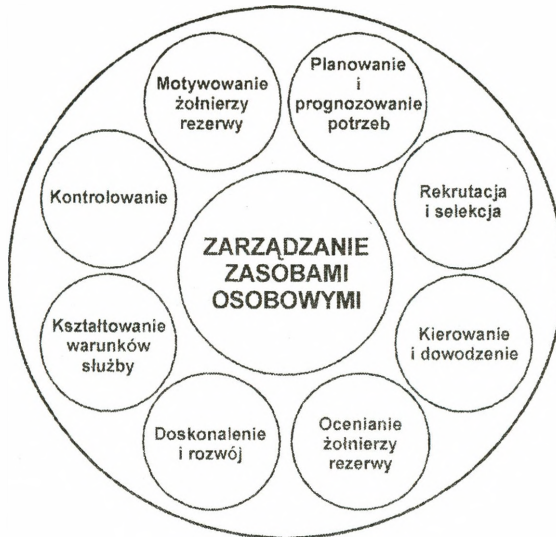 Motywowanie
żołnierzy
rezerwy
Planowanie
i
prognozowanie
potrzeb
Kontrolowanie
Rekrutacja
i selekcja
ZARZĄDZANIE
ZASOBAMI
OSOBOWYMI
Kształtowanie
warunków
służby
Kierowanie
i dowodzenie
Doskonalenie
i rozwój
Ocenianie
żołnierzy
rezerwy